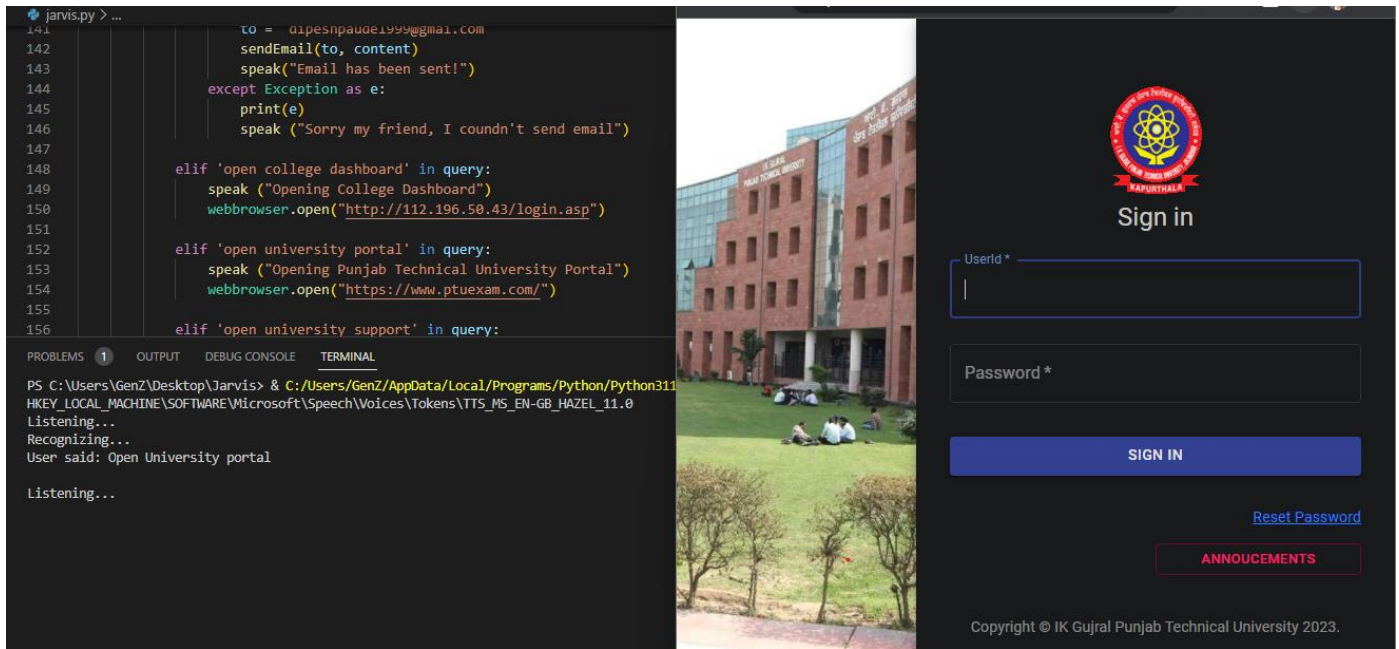 jarvis.py > ...
141 to = "dipeshpaudel999@gmai.com
142 sendEmail(to, content)
143 speak("Email has been sent!")
144 except Exception as e:
145 print(e)
146 speak ("Sorry my friend, I coundn't send email")
147
148 elif 'open college dashboard' in query:
149 speak ("Opening College Dashboard")
150 webbrowser.open("http://112.196.50.43/login.asp")
151
152 elif 'open university portal' in query:
153 speak ("Opening Punjab Technical University Portal")
154 webbrowser.open("https://www.ptuexam.com/")
155
156 elif 'open university support' in query:
PROBLEMS 1 OUTPUT DEBUG CONSOLE TERMINAL
PS C:\Users\GenZ\Desktop\Jarvis> & C:/Users/GenZ/AppData/Local/Programs/Python/Python311
HKEY_LOCAL_MACHINE\SOFTWARE\Microsoft\Speech\Voices\Tokens\TTS_MS_EN-GB_HAZEL_11.0
Listening...
Recognizing...
User said: Open University portal
Listening...
I.K. GUJRAL
PUNJAB TECHNICAL UNIVERSITY
KAPURTHALA
Sign in
UserId *
Password *
SIGN IN
Reset Password
ANNOUCEMENTS
Copyright © IK Gujral Punjab Technical University 2023.